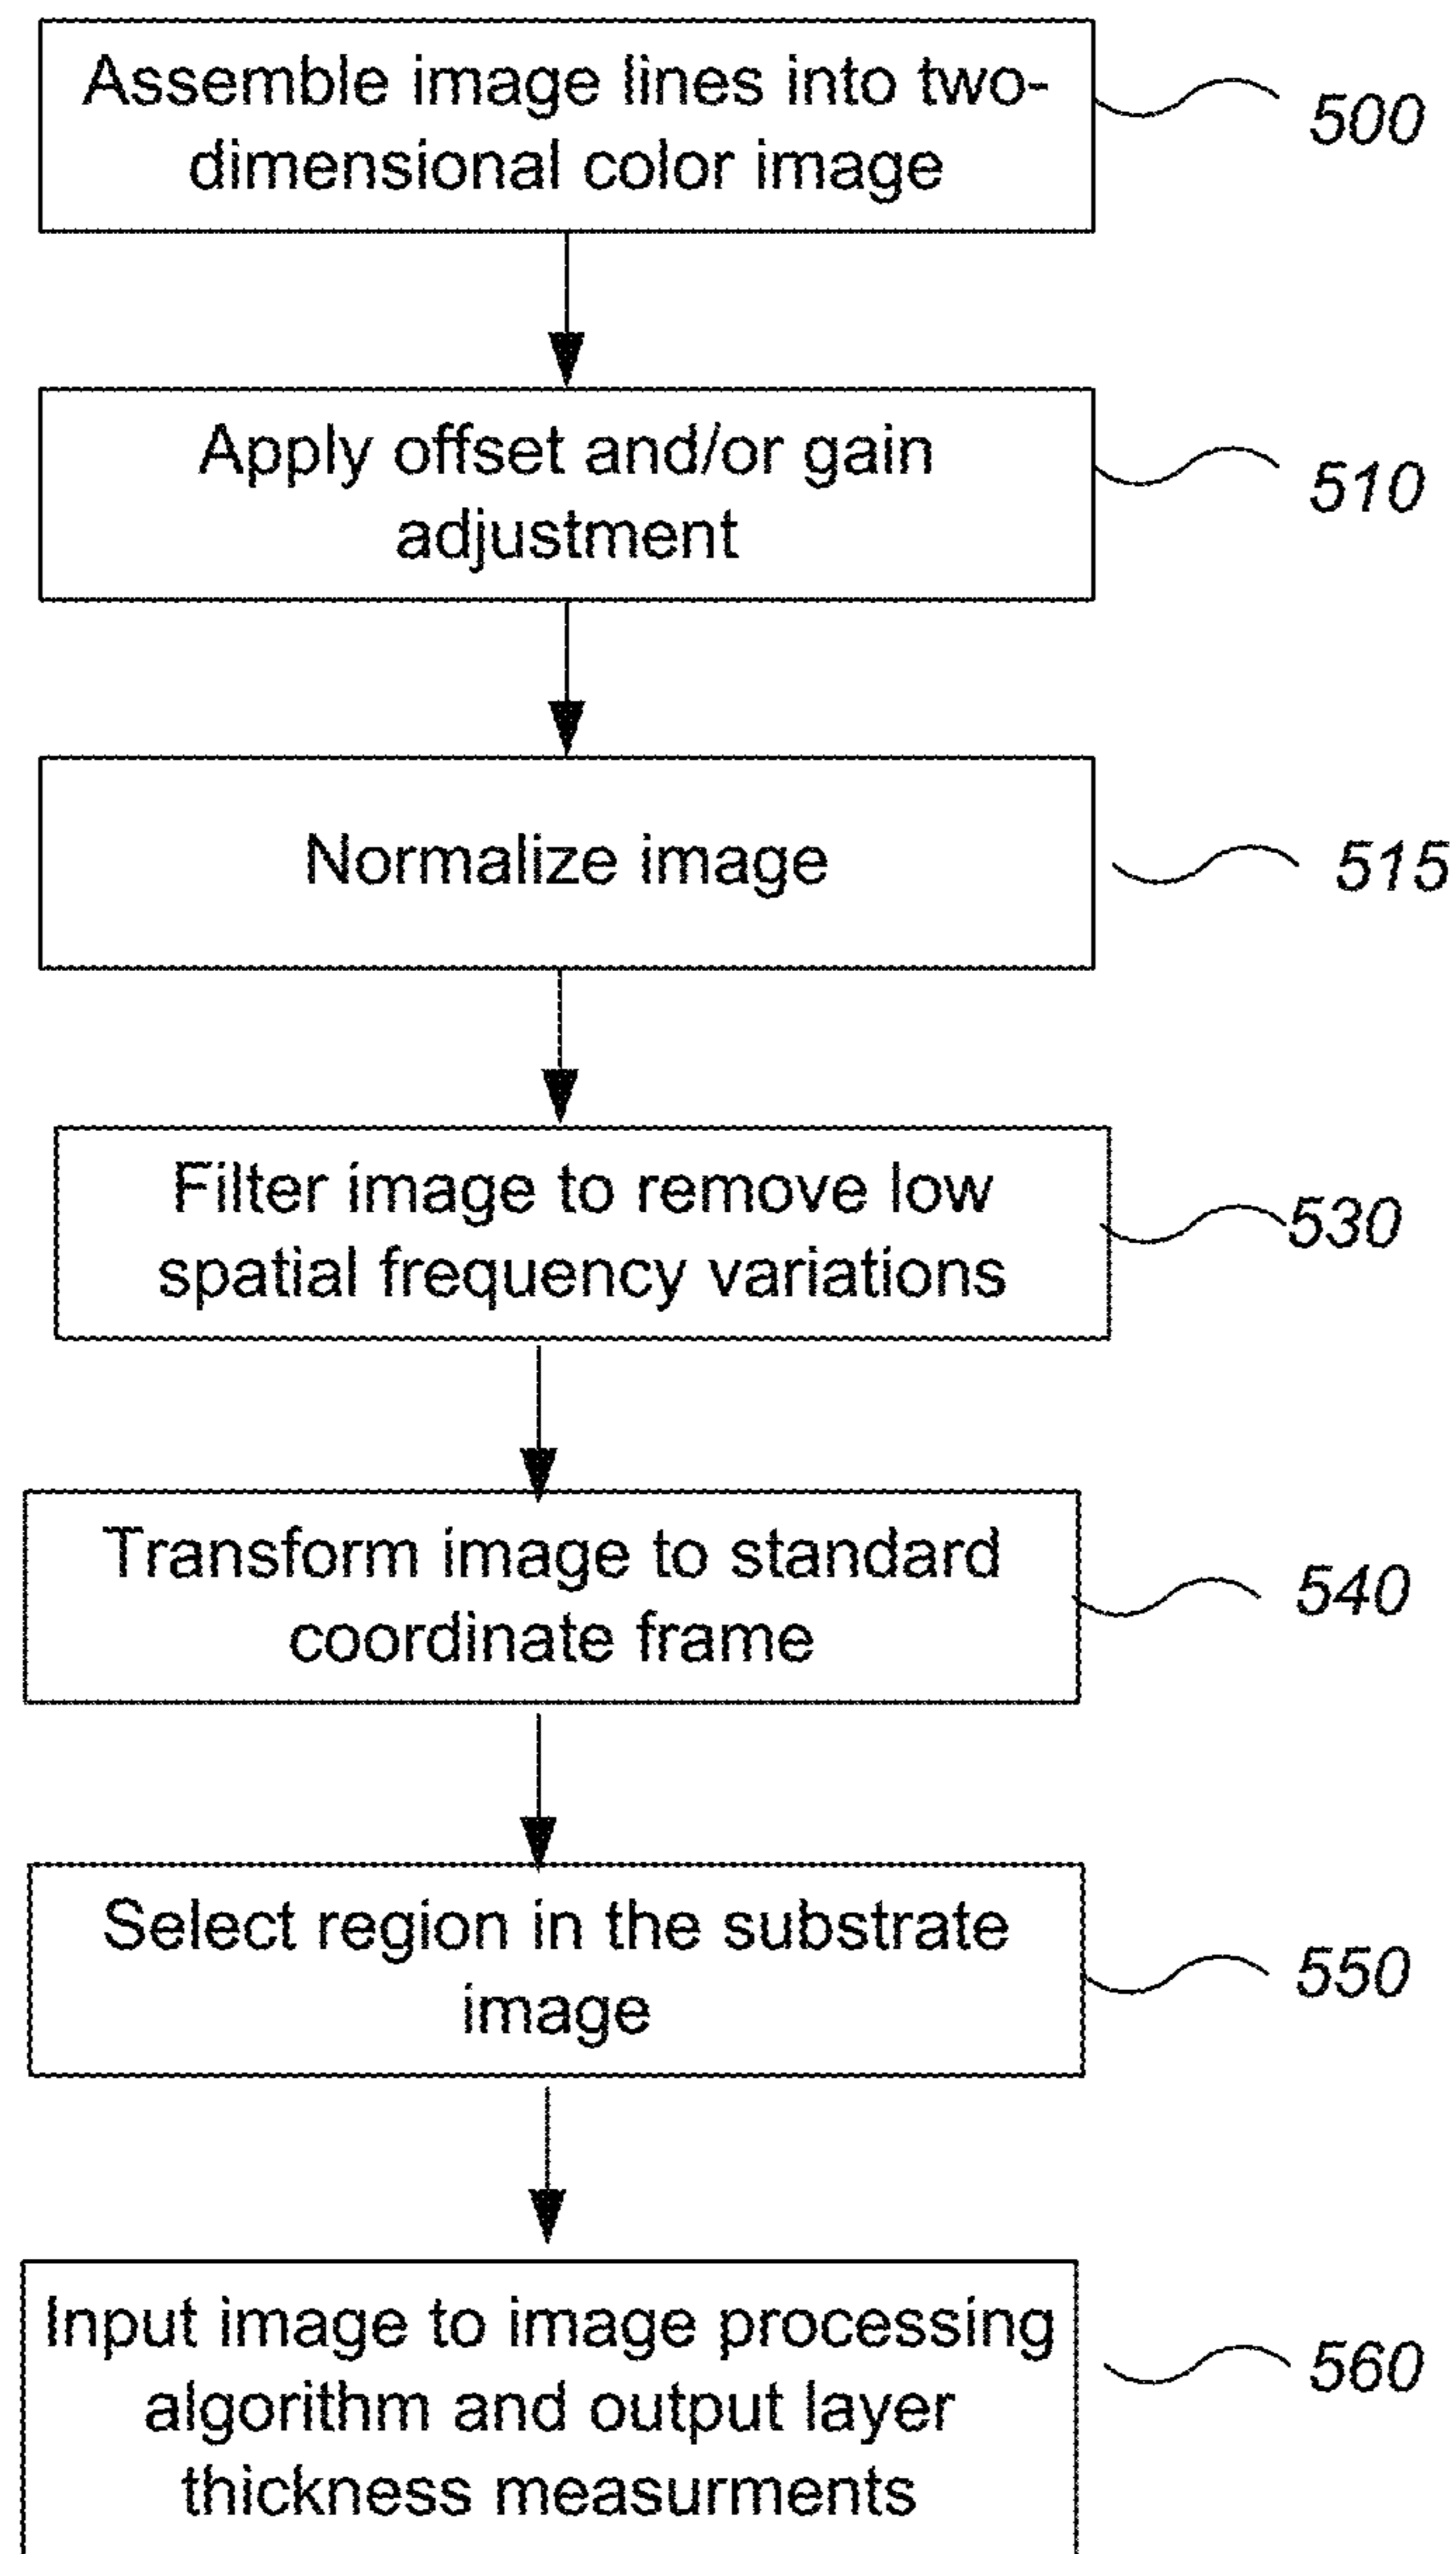 Assemble image lines into two-
dimensional color image
500
Apply offset and/or gain
adjustment
510
Normalize image
515
Filter image to remove low
spatial frequency variations
530
Transform image to standard
coordinate frame
540
Select region in the substrate
image
550
Input image to image processing
algorithm and output layer
thickness measurments
560